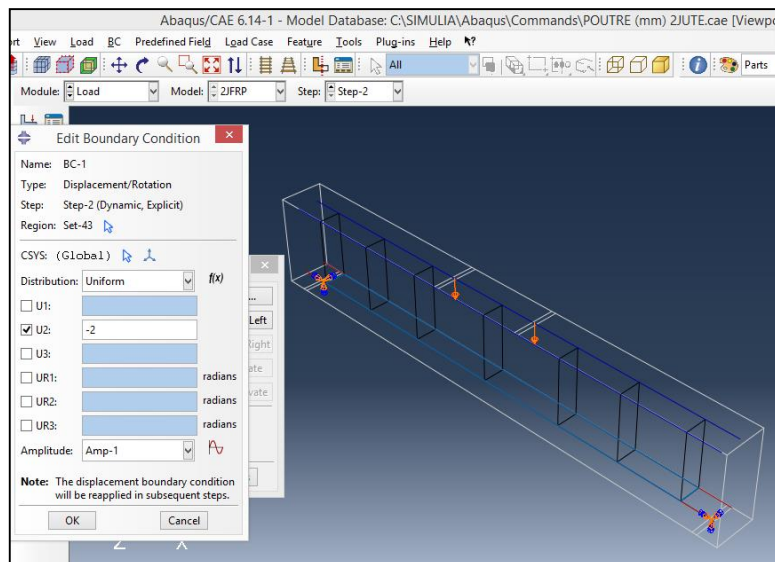 Abaqus/CAE 6.14-1 - Model Database: C:\SIMULIA\Abaqus\Commands\POUTRE (mm) 2JUTE.cae [Viewpo
ort View Load BC Predefined Field Load Case Feature Tools Plug-ins Help
All Parts
Module: Load Model: 2JFRP Step: Step-2
Edit Boundary Condition
Name: BC-1
Type: Displacement/Rotation
Step: Step-2 (Dynamic, Explicit)
Region: Set-43
CSYS: (Global)
Distribution: Uniform f(x)
...
U1:
Left
U2: -2
Right
U3:
ate
UR1: radians
vate
UR2: radians
UR3: radians
Amplitude: Amp-1
Note: The displacement boundary condition
will be reapplied in subsequent steps.
OK Cancel
Z X